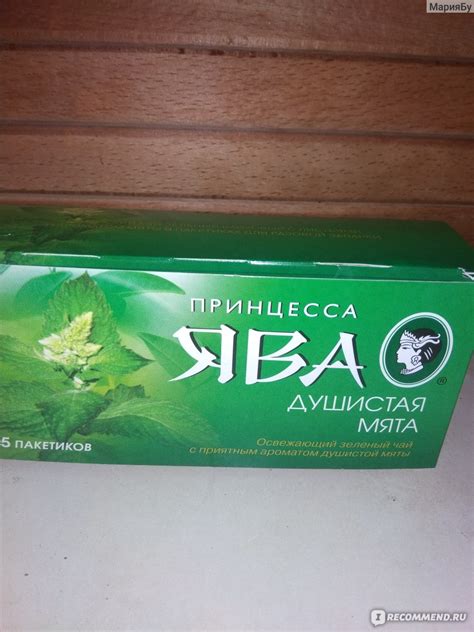 МарияБу
ПРИНЦЕССА
ЯВА
®
ДУШИСТАЯ
МЯТА
5 ПАКЕТИКОВ
Освежающий зеленый чай
с приятным ароматом душистой мяты
I RECOMMEND.RU